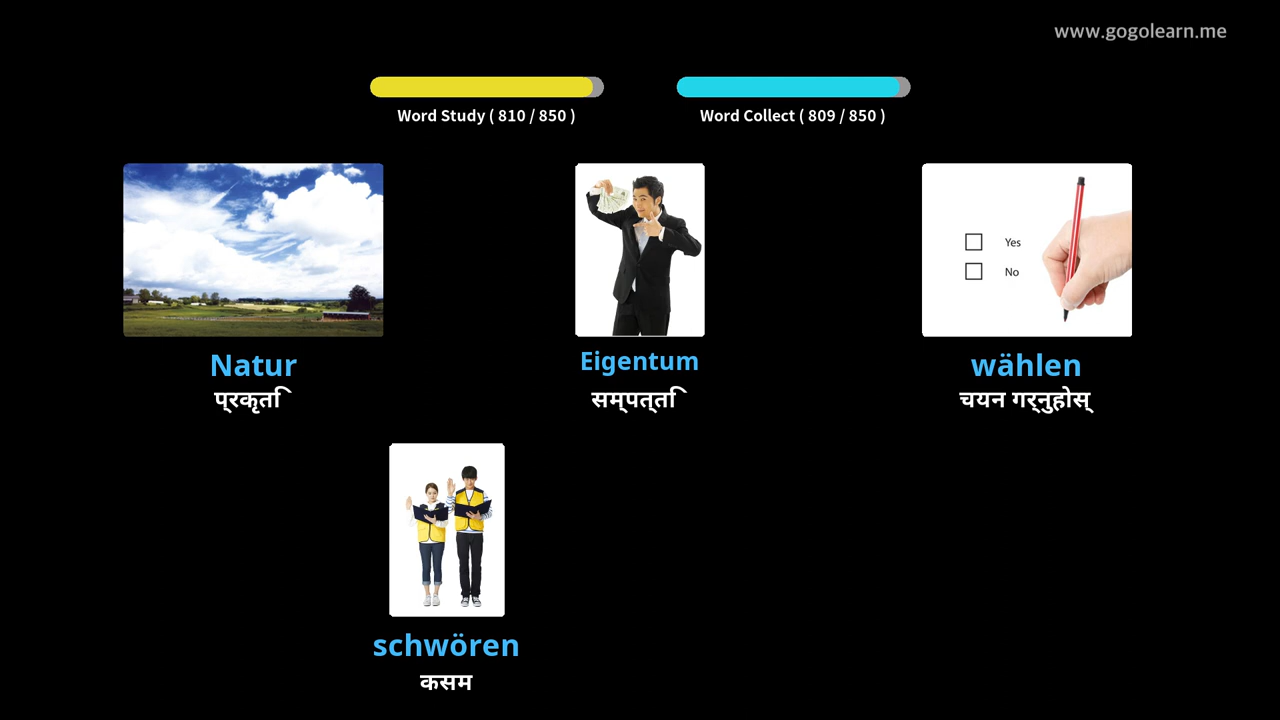 www.gogolearn.me
Word Study ( 810 / 850 )
Word Collect ( 809 / 850 )
Yes
No
Natur
Eigentum
wählen
प्रकृति
सम्पत्ति
चयन गर्नुहोस्
schwören
कसम